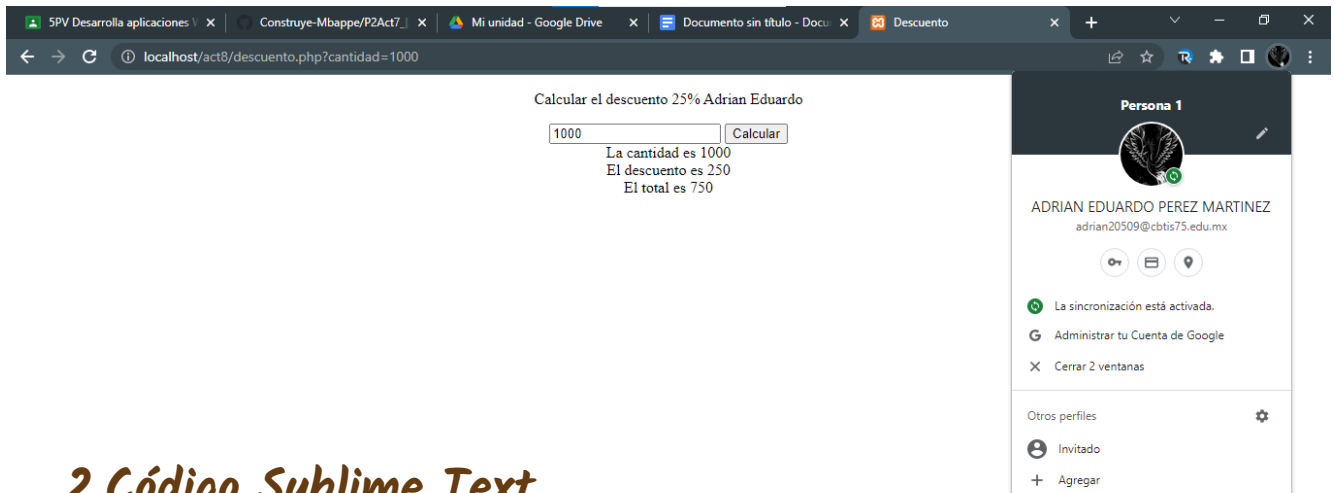 5PV Desarrolla aplicaciones V
Construye-Mbappe/P2Act7_
Mi unidad - Google Drive
Documento sin título - Docu
Descuento
localhost/act8/descuento.php?cantidad=1000
Calcular el descuento 25% Adrian Eduardo
1000 Calcular
La cantidad es 1000
El descuento es 250
El total es 750
Persona 1
ADRIAN EDUARDO PEREZ MARTINEZ
adrian20509@cbtis75.edu.mx
La sincronización está activada.
Administrar tu Cuenta de Google
Cerrar 2 ventanas
Otros perfiles
Invitado
Agregar
2 Código Sublime Text